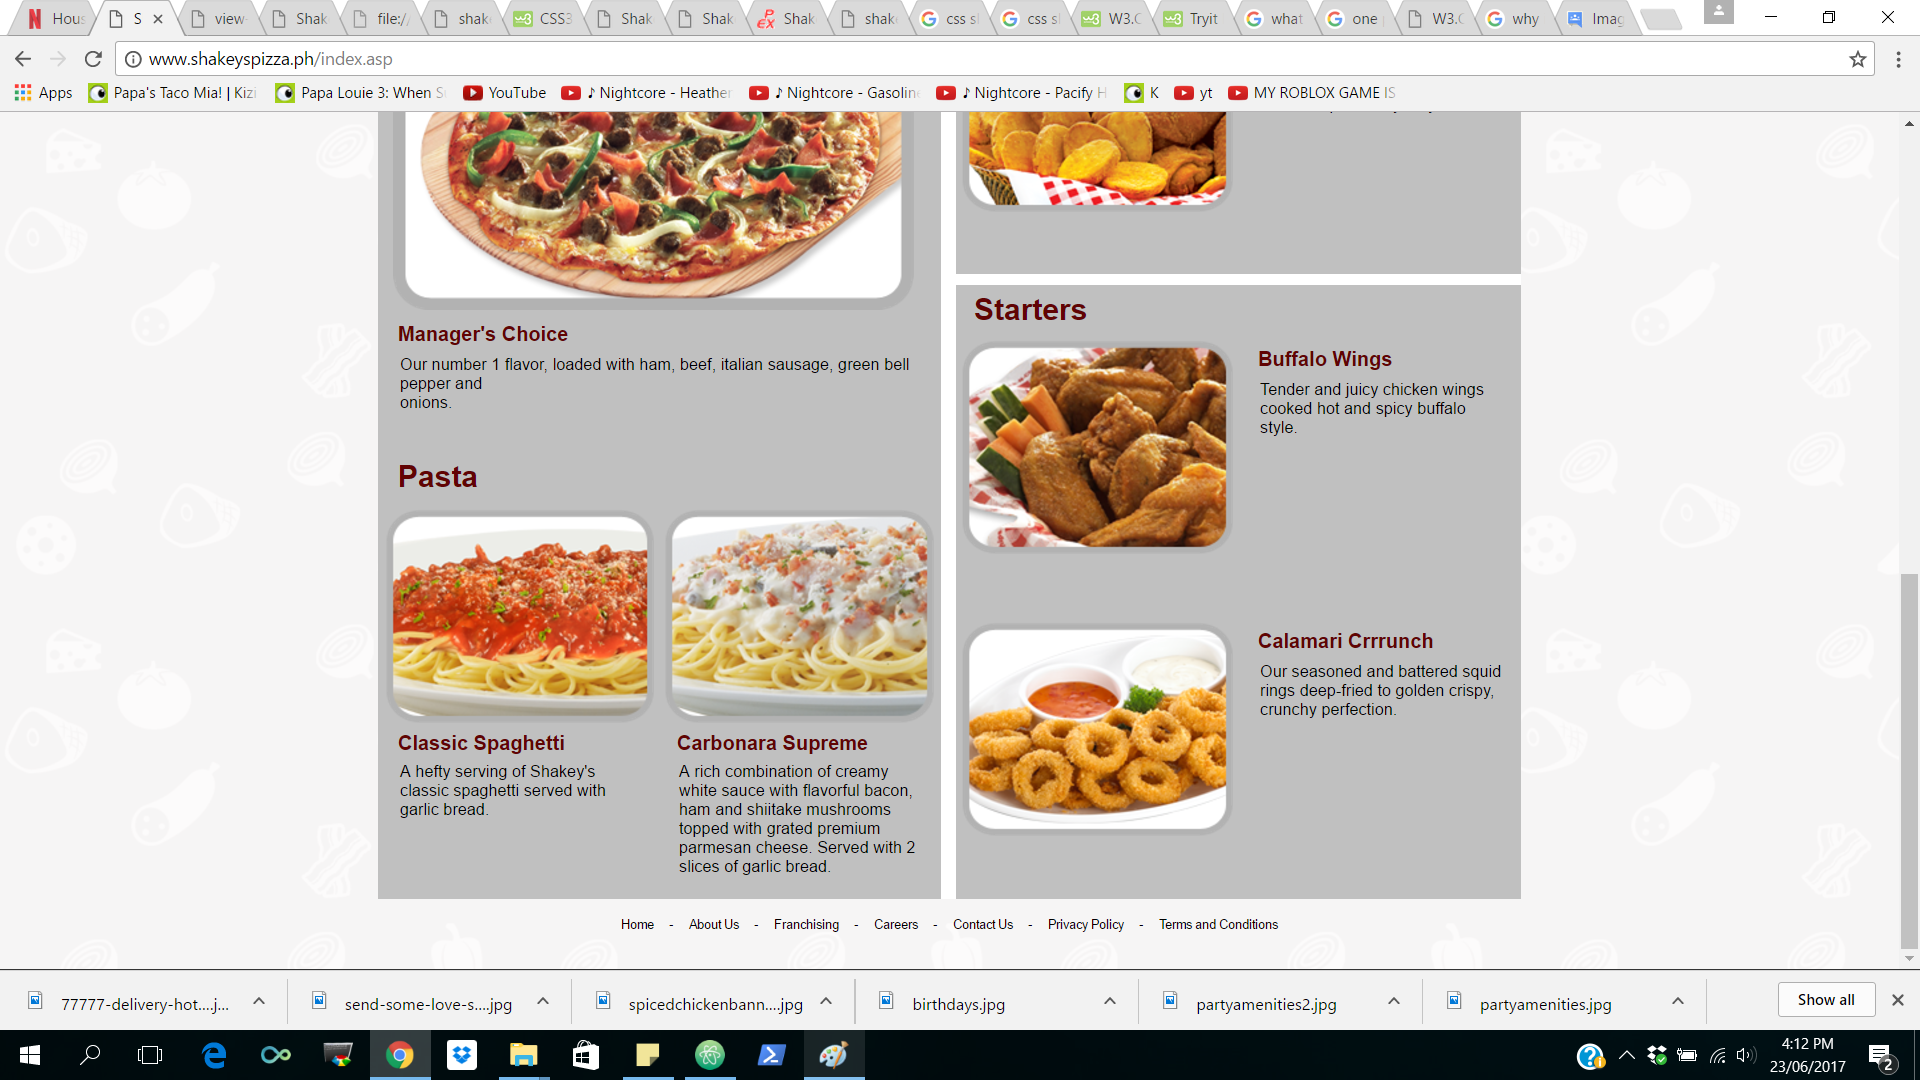 Hous
S
view
Shak
file://
shake
CSS3
Shak
Shak
Shak
shake
css sl
css sl
W3.C
Tryit
what
one
W3.C
why
Imag
www.shakeyspizza.ph/index.asp
Apps
Papa's Taco Mia! | Kizi
Papa Louie 3: When S
YouTube
♪ Nightcore - Heather
♪ Nightcore - Gasoline
♪ Nightcore - Pacify H
K
yt
MY ROBLOX GAME IS
Manager's Choice
Our number 1 flavor, loaded with ham, beef, italian sausage, green bell
pepper and
onions.
Pasta
Classic Spaghetti
A hefty serving of Shakey's
classic spaghetti served with
garlic bread.
Carbonara Supreme
A rich combination of creamy
white sauce with flavorful bacon,
ham and shiitake mushrooms
topped with grated premium
parmesan cheese. Served with 2
slices of garlic bread.
Starters
Buffalo Wings
Tender and juicy chicken wings
cooked hot and spicy buffalo
style.
Calamari Crrrunch
Our seasoned and battered squid
rings deep-fried to golden crispy,
crunchy perfection.
Home - About Us - Franchising - Careers - Contact Us - Privacy Policy - Terms and Conditions
77777-delivery-hot....j...
send-some-love-s....jpg
spicedchickenbann....jpg
birthdays.jpg
partyamenities2.jpg
partyamenities.jpg
Show all
4:12 PM
23/06/2017
2